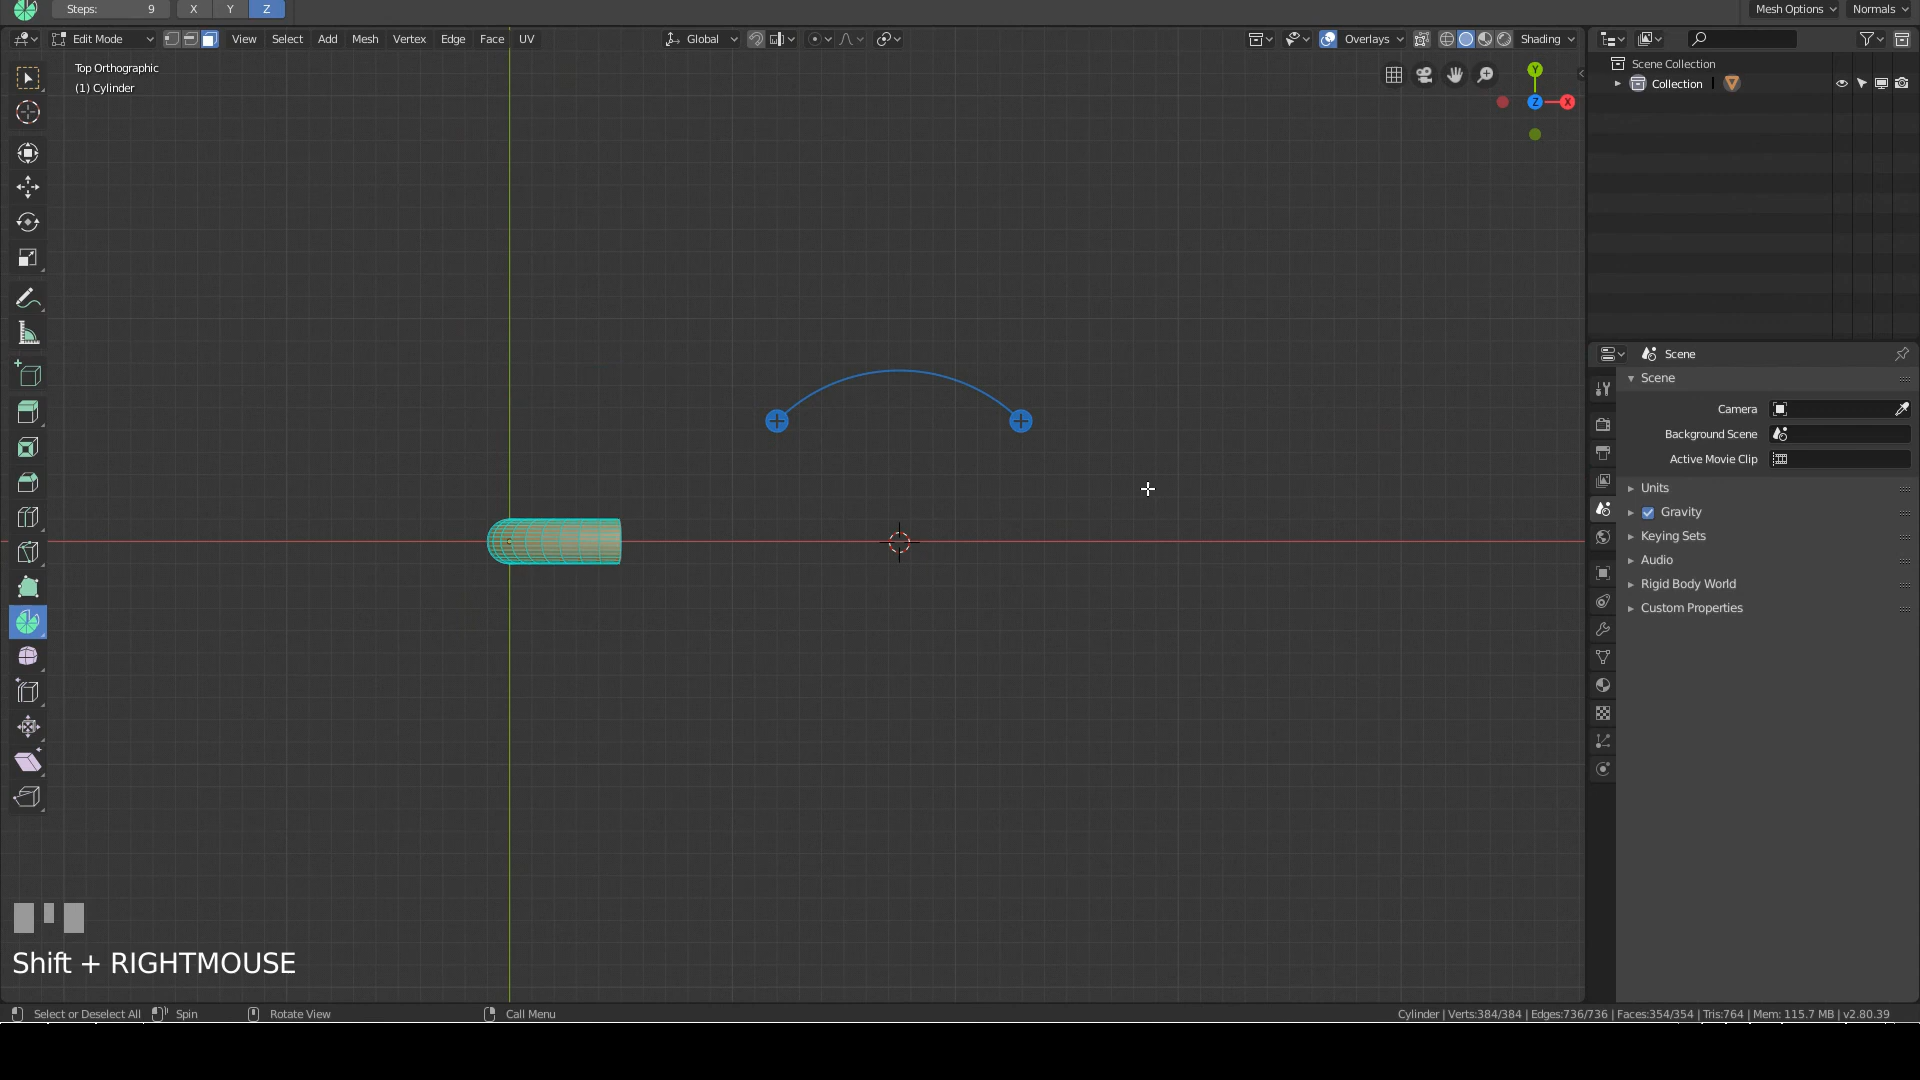 Steps: 9 X Y Z Mesh Options Normals
Edit Mode View Select Add Mesh Vertex Edge Face UV Global Overlays Shading
Top Orthographic
(1) Cylinder
Y
Z X
Scene Collection
Collection
Scene
Scene
Camera
Background Scene
Active Movie Clip
Units
Gravity
Keying Sets
Audio
Rigid Body World
Custom Properties
Shift + RIGHTMOUSE
Select or Deselect All Spin Rotate View Call Menu Cylinder | Verts:384/384 | Edges:736/736 | Faces:354/354 | Tris:764 | Mem: 115.7 MB | v2.80.39